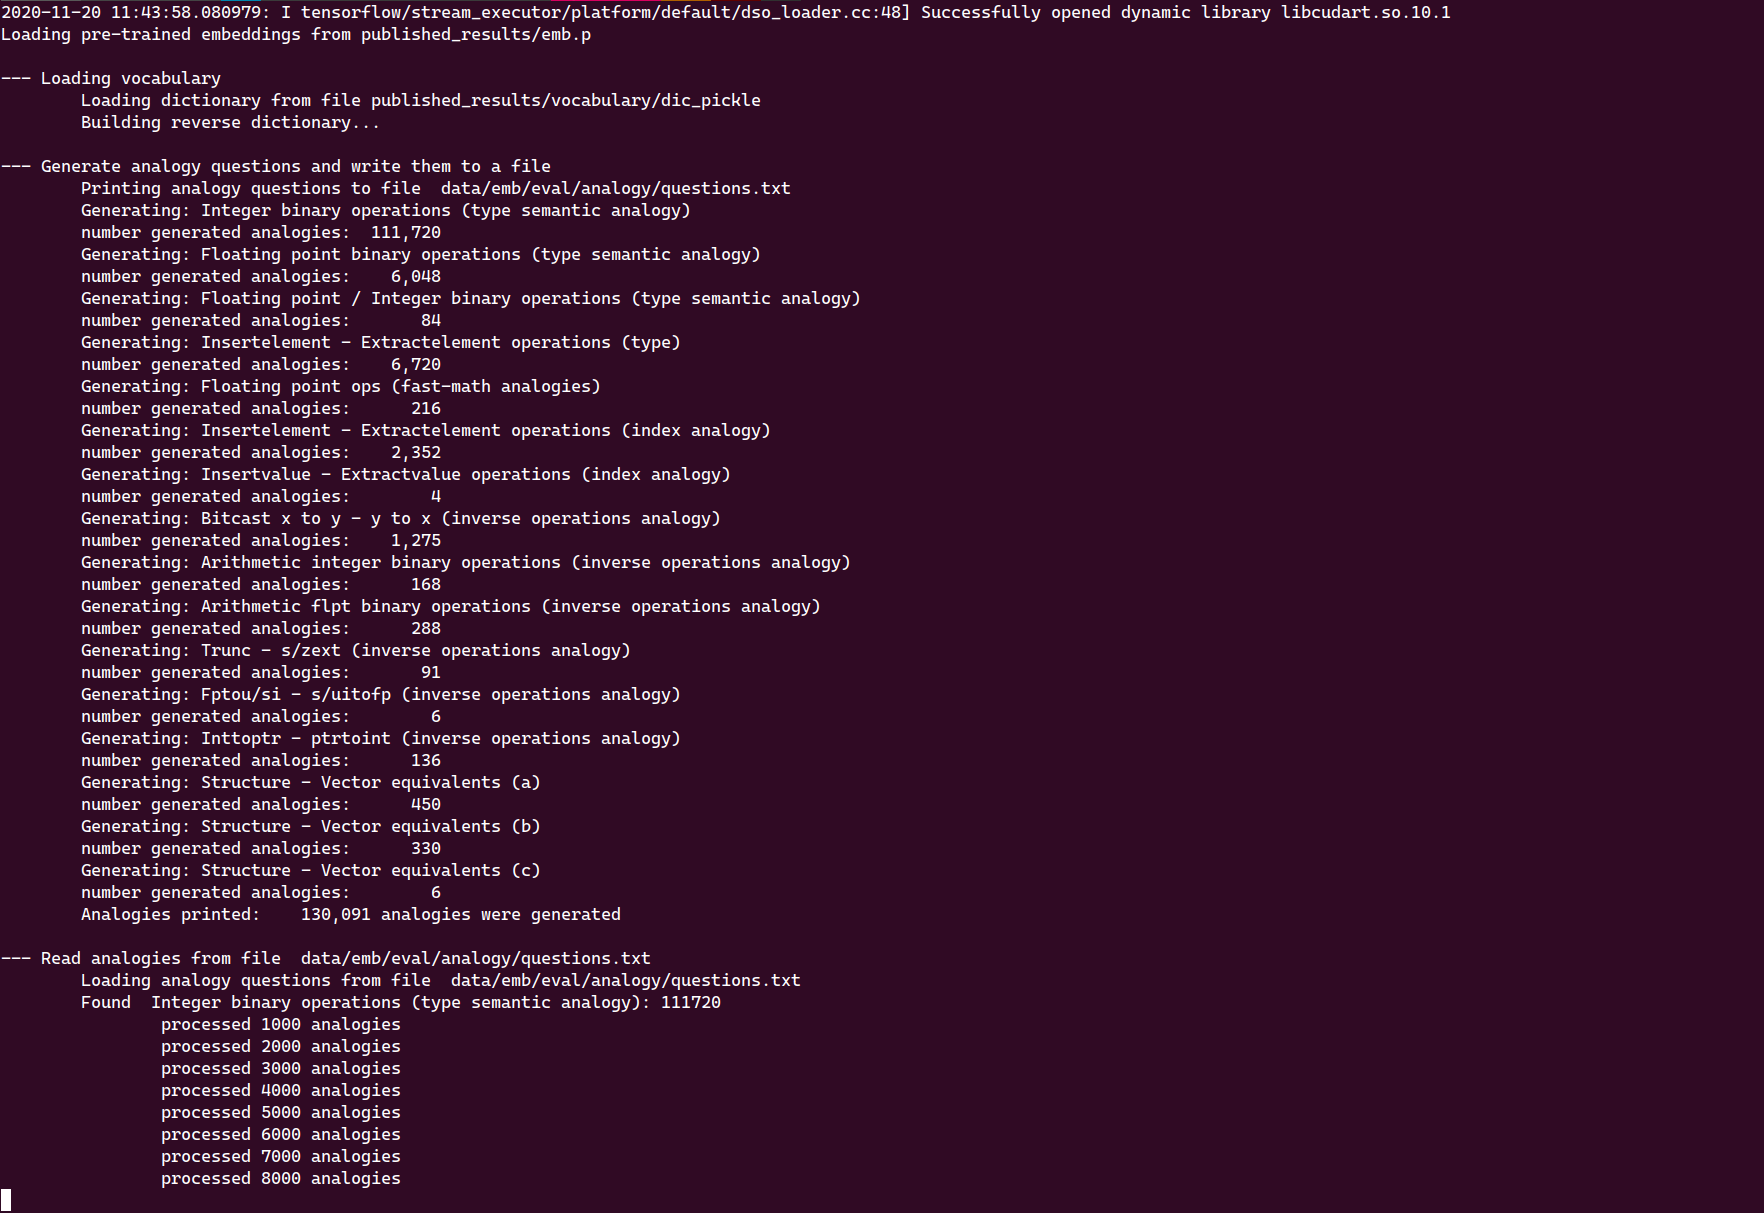 2020-11-20 11:43:58.080979: I tensorflow/stream_executor/platform/default/dso_loader.cc:48] Successfully opened dynamic library libcudart.so.10.1
Loading pre-trained embeddings from published_results/emb.p
--- Loading vocabulary
Loading dictionary from file published_results/vocabulary/dic_pickle
Building reverse dictionary...
--- Generate analogy questions and write them to a file
Printing analogy questions to file  data/emb/eval/analogy/questions.txt
Generating: Integer binary operations (type semantic analogy)
number generated analogies:  111,720
Generating: Floating point binary operations (type semantic analogy)
number generated analogies:    6,048
Generating: Floating point / Integer binary operations (type semantic analogy)
number generated analogies:       84
Generating: Insertelement - Extractelement operations (type)
number generated analogies:    6,720
Generating: Floating point ops (fast-math analogies)
number generated analogies:      216
Generating: Insertelement - Extractelement operations (index analogy)
number generated analogies:    2,352
Generating: Insertvalue - Extractvalue operations (index analogy)
number generated analogies:        4
Generating: Bitcast x to y - y to x (inverse operations analogy)
number generated analogies:    1,275
Generating: Arithmetic integer binary operations (inverse operations analogy)
number generated analogies:      168
Generating: Arithmetic flpt binary operations (inverse operations analogy)
number generated analogies:      288
Generating: Trunc - s/zext (inverse operations analogy)
number generated analogies:       91
Generating: Fptou/si - s/uitofp (inverse operations analogy)
number generated analogies:        6
Generating: Inttoptr - ptrtoint (inverse operations analogy)
number generated analogies:      136
Generating: Structure - Vector equivalents (a)
number generated analogies:      450
Generating: Structure - Vector equivalents (b)
number generated analogies:      330
Generating: Structure - Vector equivalents (c)
number generated analogies:        6
Analogies printed:    130,091 analogies were generated
--- Read analogies from file  data/emb/eval/analogy/questions.txt
Loading analogy questions from file  data/emb/eval/analogy/questions.txt
Found  Integer binary operations (type semantic analogy): 111720
processed 1000 analogies
processed 2000 analogies
processed 3000 analogies
processed 4000 analogies
processed 5000 analogies
processed 6000 analogies
processed 7000 analogies
processed 8000 analogies